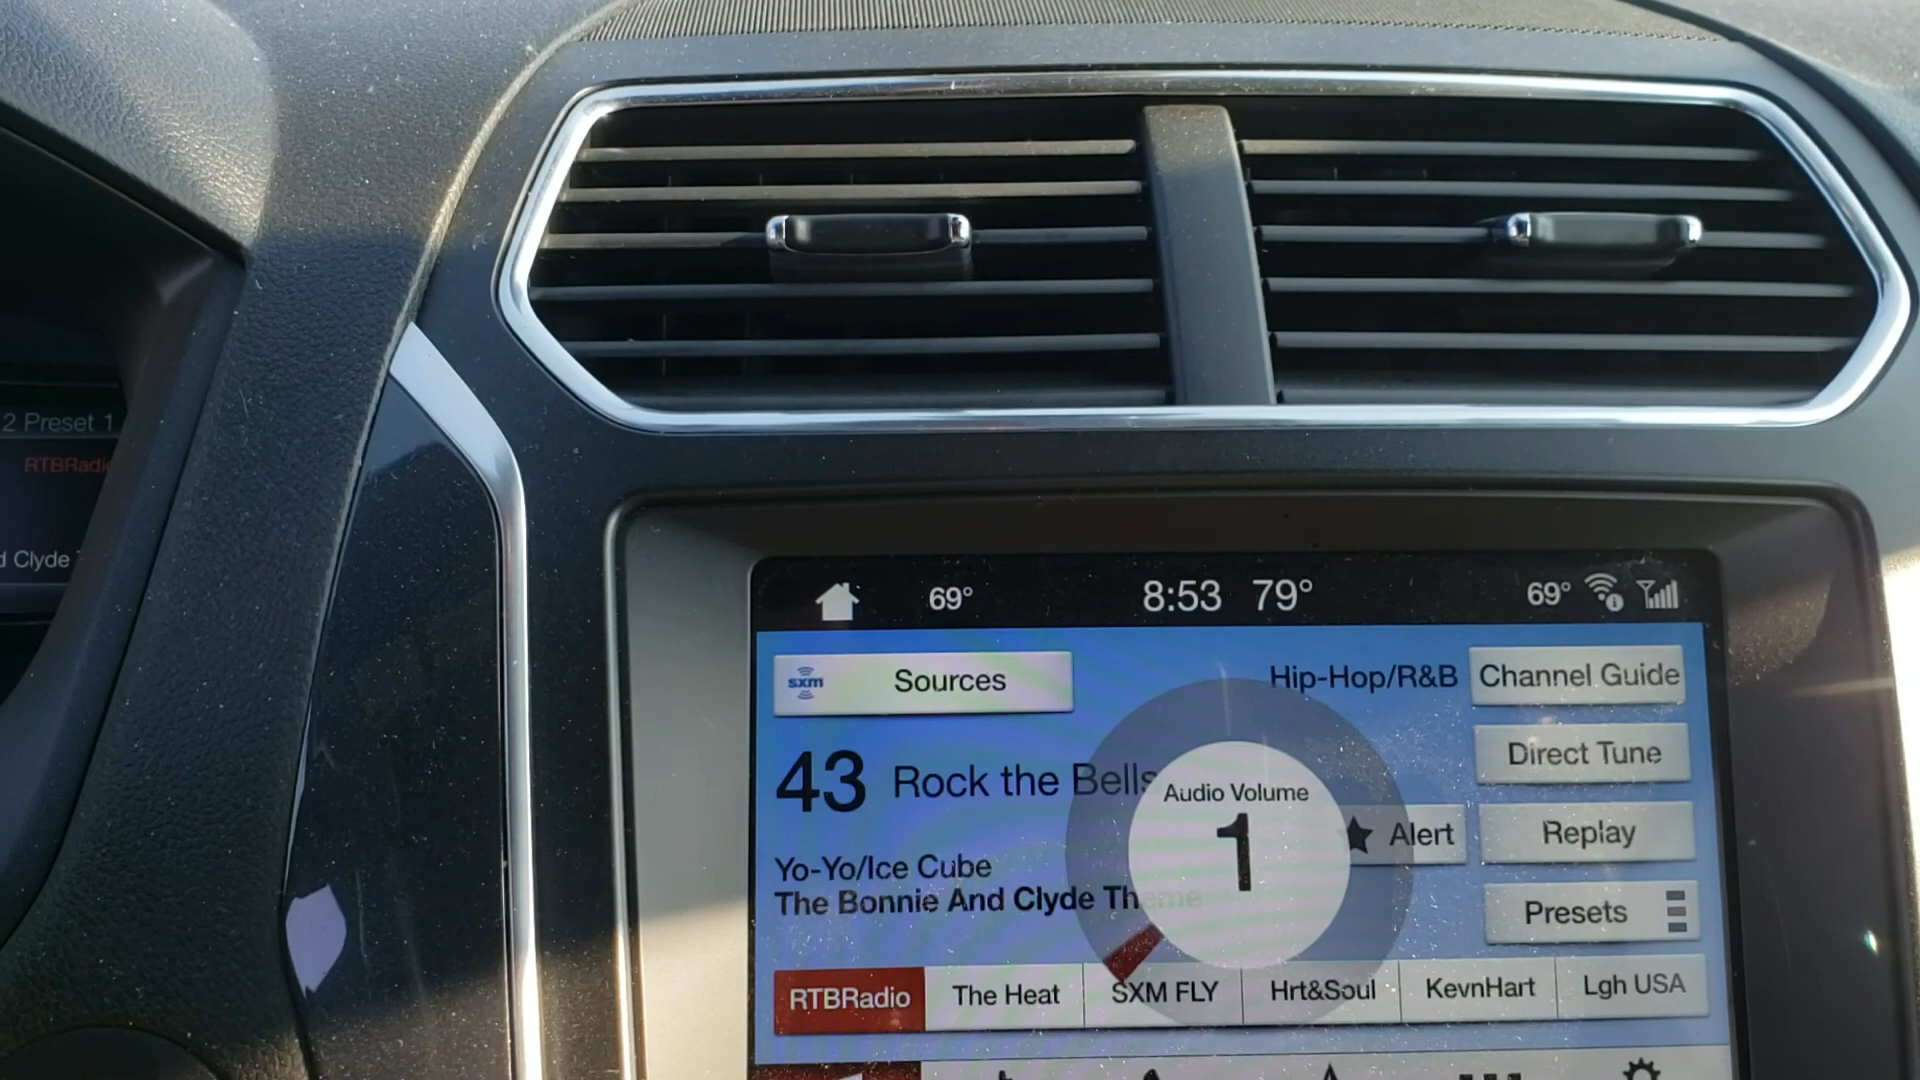 2 Preset 1
RTBRadio
d Clyde
69° 8:53 79° 69°
sxm Sources
Hip-Hop/R&B
Channel Guide
Direct Tune
43 Rock the Bells
Audio Volume
1
Alert
Replay
Yo-Yo/Ice Cube
The Bonnie And Clyde Theme
Presets
RTBRadio The Heat SXM FLY Hrt&Soul KevnHart Lgh USA